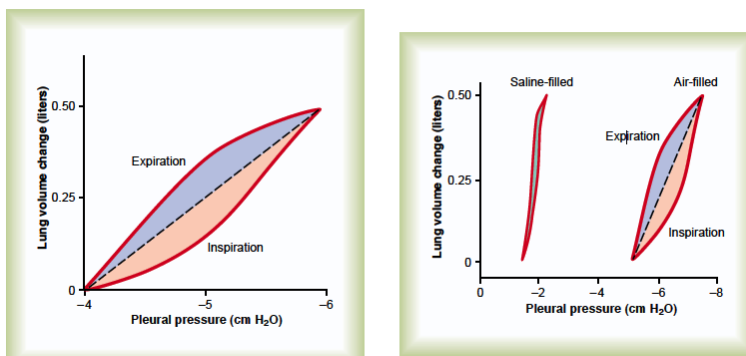 Lung volume change (liters)
0.50
0.25
0
Expiration
Inspiration
–4
–5
–6
Pleural pressure (cm H₂O)
Lung volume change (liters)
Saline-filled
Air-filled
0.50
0.25
0
Expiration
Inspiration
0
–2
–4
–6
–8
Pleural pressure (cm H₂O)